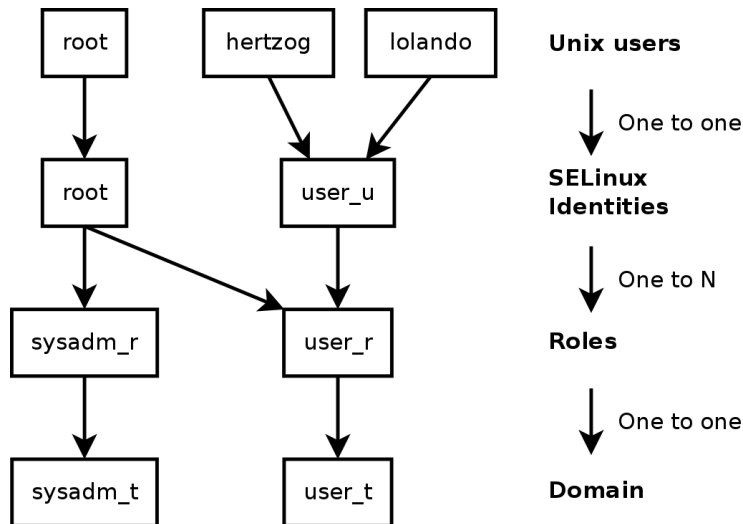 root
hertzog
lolando
Unix users
One to one
root
user_u
SELinux
Identities
One to N
sysadm_r
user_r
Roles
One to one
sysadm_t
user_t
Domain